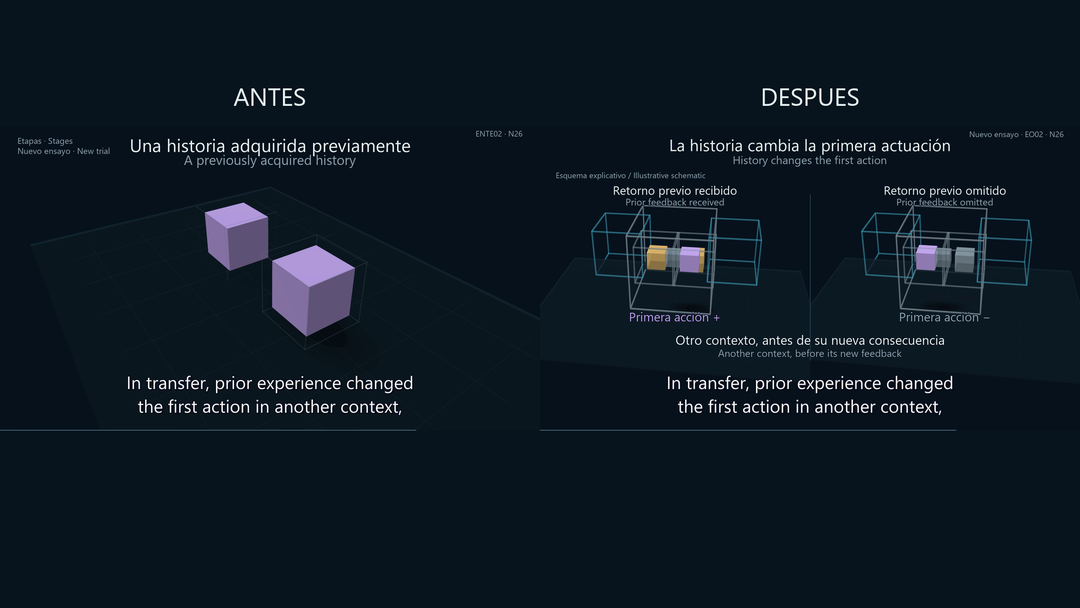 ANTES
Etapas · Stages
Nuevo ensayo · New trial
Una historia adquirida previamente
A previously acquired history
ENTE02 · N26
In transfer, prior experience changed
the first action in another context,
DESPUES
Nuevo ensayo · EO02 · N26
La historia cambia la primera actuación
History changes the first action
Esquema explicativo / Illustrative schematic
Retorno previo recibido
Prior feedback received
Retorno previo omitido
Prior feedback omitted
Primera acción +
Primera acción −
Otro contexto, antes de su nueva consecuencia
Another context, before its new feedback
In transfer, prior experience changed
the first action in another context,